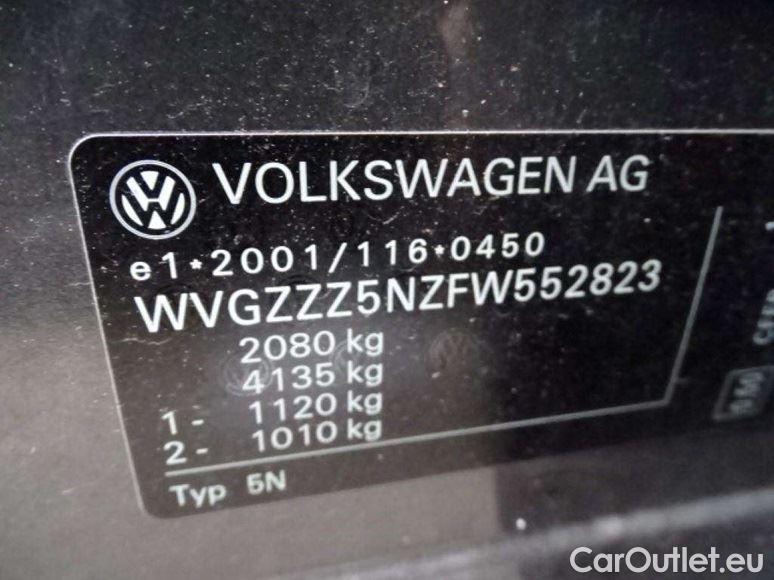 VOLKSWAGEN AG
e1*2001/116*0450
WVGZZZ5NZFW552823
2080 kg
4135 kg
1 - 1120 kg
2 - 1010 kg
Typ 5N
CarOutlet.eu